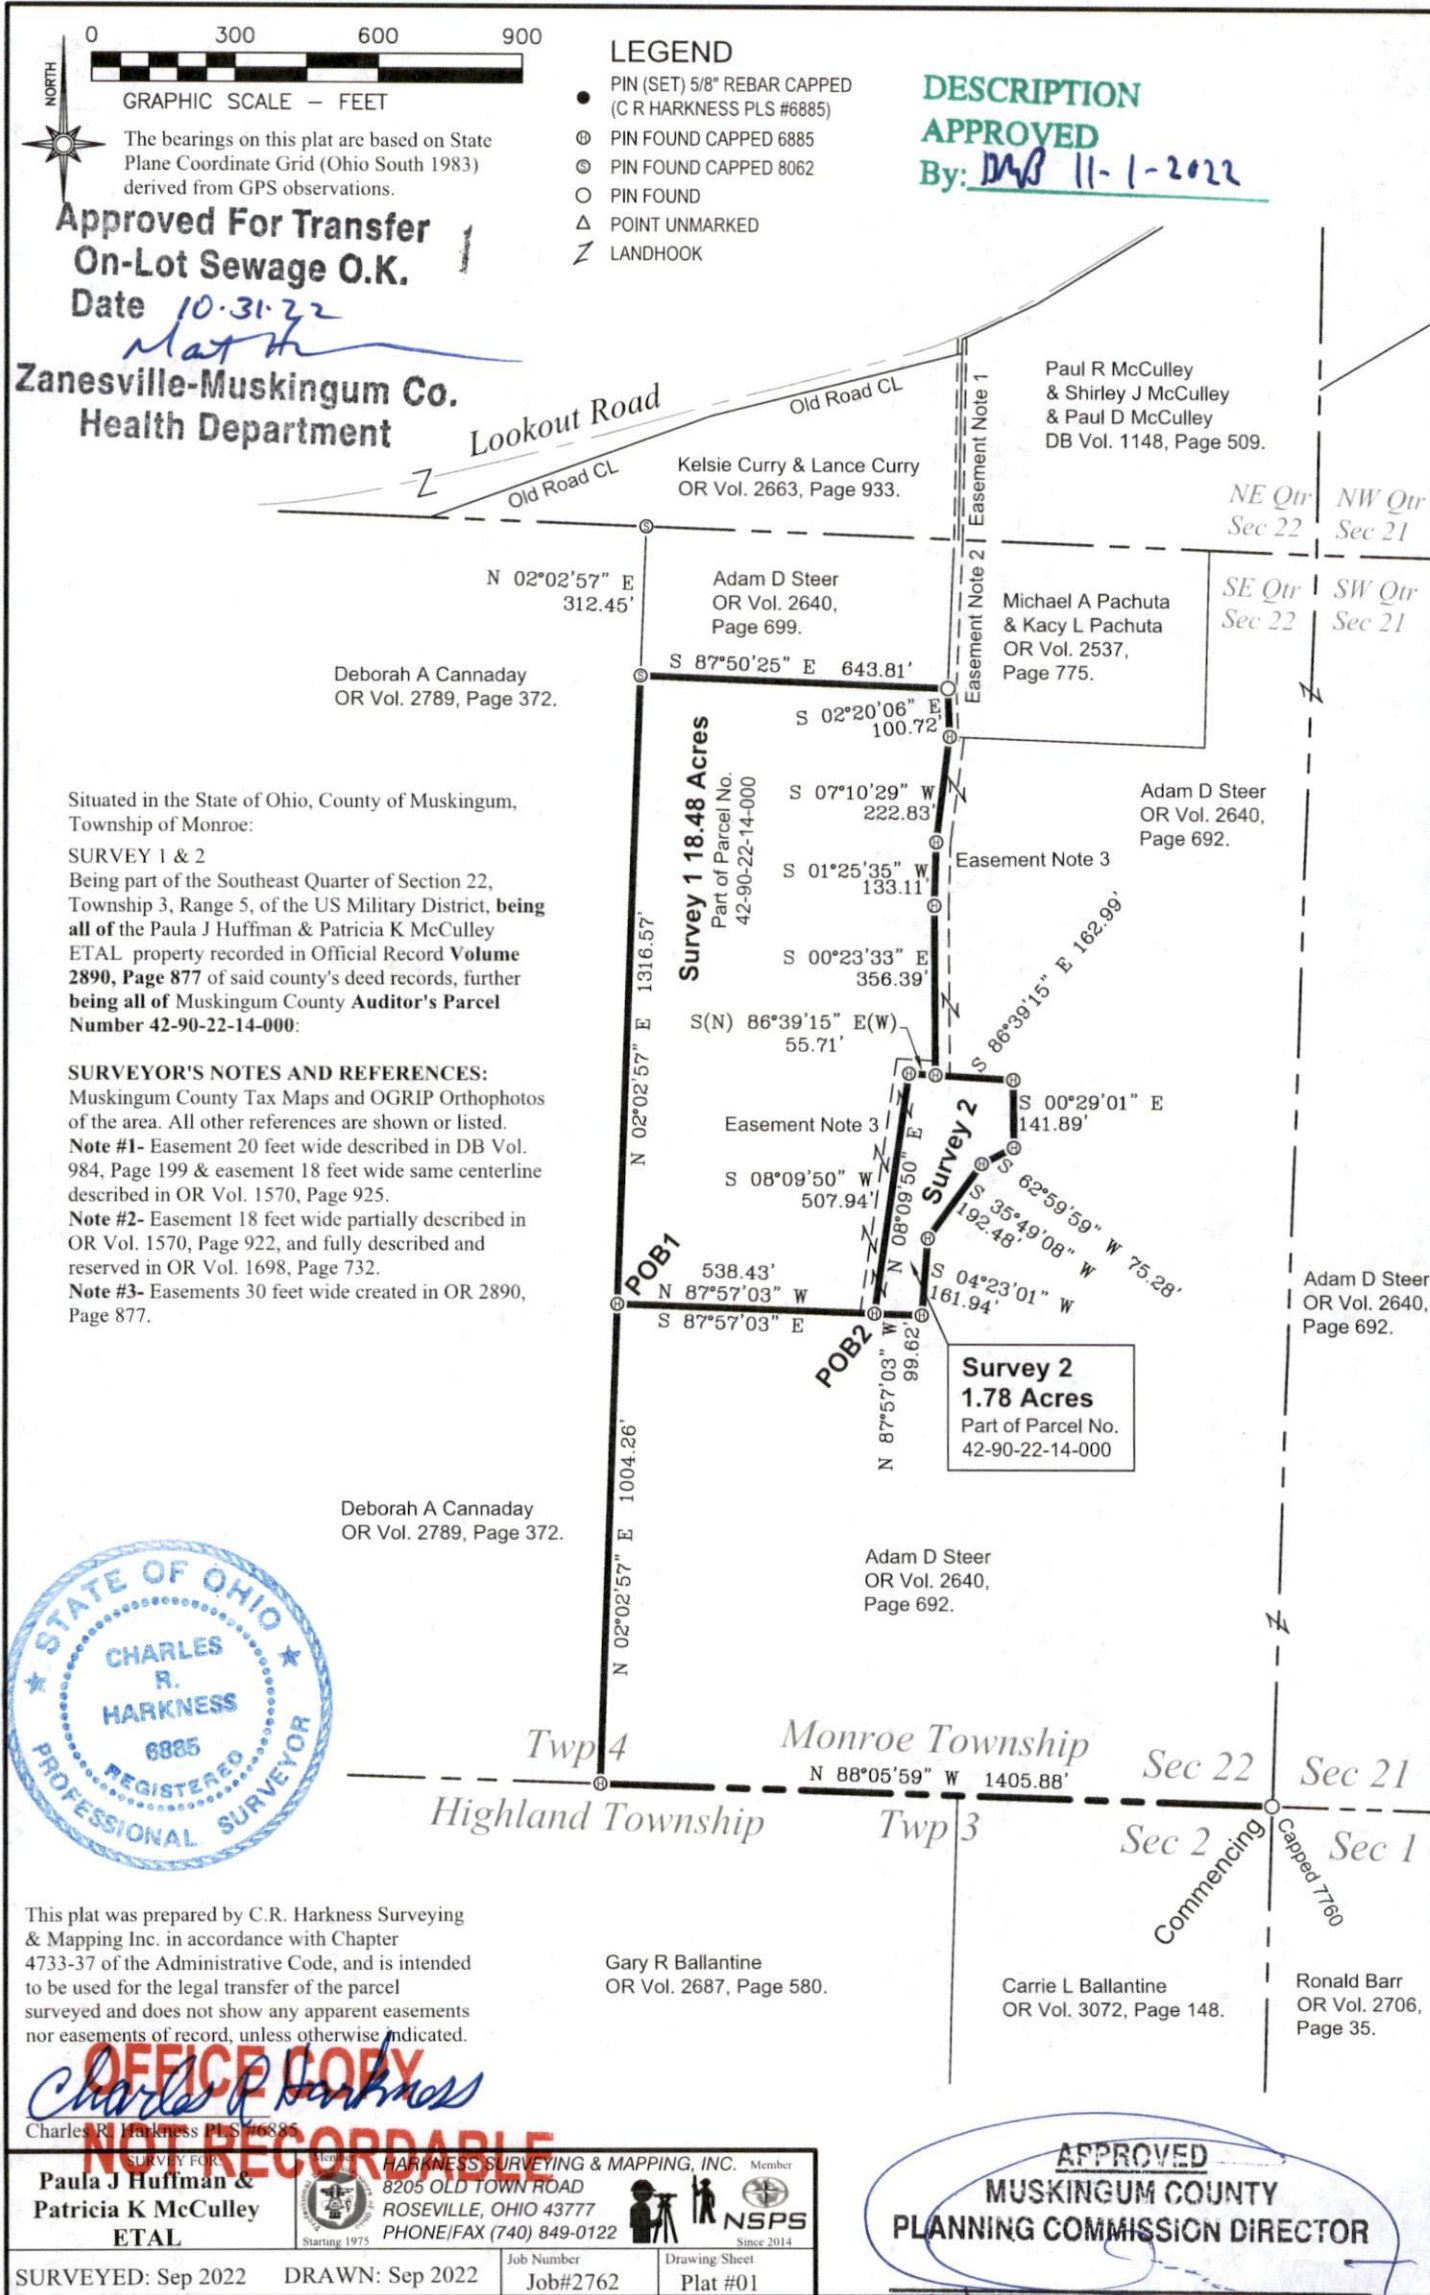 0 300 600 900
NORTH
GRAPHIC SCALE - FEET
The bearings on this plat are based on State
Plane Coordinate Grid (Ohio South 1983)
derived from GPS observations.
LEGEND
PIN (SET) 5/8" REBAR CAPPED
(C R HARKNESS PLS #6885)
H PIN FOUND CAPPED 6885
S PIN FOUND CAPPED 8062
PIN FOUND
POINT UNMARKED
Z LANDHOOK
DESCRIPTION
APPROVED
By: 11-1-2022
Approved For Transfer
On-Lot Sewage O.K. 1
Date 10.31.22
Zanesville-Muskingum Co.
Health Department
Lookout Road
Old Road CL
Old Road CL
Z
Kelsie Curry & Lance Curry
OR Vol. 2663, Page 933.
Easement Note 1
Paul R McCulley
& Shirley J McCulley
& Paul D McCulley
DB Vol. 1148, Page 509.
NE Qtr NW Qtr
Sec 22 Sec 21
SE Qtr SW Qtr
Sec 22 Sec 21
S
N 02°02'57" E
312.45'
Adam D Steer
OR Vol. 2640,
Page 699.
Easement Note 2
Michael A Pachuta
& Kacy L Pachuta
OR Vol. 2537,
Page 775.
Deborah A Cannaday
OR Vol. 2789, Page 372.
S
S 87°50'25" E 643.81'
S 02°20'06" E
100.72'
H
Survey 1 18.48 Acres
Part of Parcel No.
42-90-22-14-000
S 07°10'29" W
222.83'
H
S 01°25'35" W
133.11'
H
Easement Note 3
Adam D Steer
OR Vol. 2640,
Page 692.
Situated in the State of Ohio, County of Muskingum,
Township of Monroe:
SURVEY 1 & 2
Being part of the Southeast Quarter of Section 22,
Township 3, Range 5, of the US Military District, being
all of the Paula J Huffman & Patricia K McCulley
ETAL property recorded in Official Record Volume
2890, Page 877 of said county's deed records, further
being all of Muskingum County Auditor's Parcel
Number 42-90-22-14-000:
SURVEYOR'S NOTES AND REFERENCES:
Muskingum County Tax Maps and OGRIP Orthophotos
of the area. All other references are shown or listed.
Note #1- Easement 20 feet wide described in DB Vol.
984, Page 199 & easement 18 feet wide same centerline
described in OR Vol. 1570, Page 925.
Note #2- Easement 18 feet wide partially described in
OR Vol. 1570, Page 922, and fully described and
reserved in OR Vol. 1698, Page 732.
Note #3- Easements 30 feet wide created in OR 2890,
Page 877.
N 02°02'57" E 1316.57'
S 00°23'33" E
356.39'
S(N) 86°39'15" E(W)
55.71'
H H H
S 86°39'15" E 162.99'
Easement Note 3
S 08°09'50" W
507.94'
N 08°09'50" E
Survey 2
S 00°29'01" E
141.89'
H
S 62°59'59" W 75.28'
H
S 35°49'08" W
192.48'
H
S 04°23'01" W
161.94'
POB1
H
538.43'
N 87°57'03" W
S 87°57'03" E
H H
POB2
N 87°57'03" W
99.62'
Survey 2
1.78 Acres
Part of Parcel No.
42-90-22-14-000
Adam D Steer
OR Vol. 2640,
Page 692.
Deborah A Cannaday
OR Vol. 2789, Page 372.
N 02°02'57" E 1004.26'
Adam D Steer
OR Vol. 2640,
Page 692.
STATE OF OHIO
CHARLES
R.
HARKNESS
6885
REGISTERED
PROFESSIONAL SURVEYOR
Twp 4 Monroe Township Sec 22 Sec 21
H
N 88°05'59" W 1405.88'
Highland Township Twp 3 Sec 2 Sec 1
Commencing
Capped 7760
This plat was prepared by C.R. Harkness Surveying
& Mapping Inc. in accordance with Chapter
4733-37 of the Administrative Code, and is intended
to be used for the legal transfer of the parcel
surveyed and does not show any apparent easements
nor easements of record, unless otherwise indicated.
Gary R Ballantine
OR Vol. 2687, Page 580.
Carrie L Ballantine
OR Vol. 3072, Page 148.
Ronald Barr
OR Vol. 2706,
Page 35.
OFFICE COPY
Charles R Harkness
Charles R. Harkness PLS #6885
NOT RECORDABLE
SURVEY FOR:
Paula J Huffman &
Patricia K McCulley
ETAL
Member
Starting 1975
HARKNESS SURVEYING & MAPPING, INC.
8205 OLD TOWN ROAD
ROSEVILLE, OHIO 43777
PHONE/FAX (740) 849-0122
Member
NSPS
Since 2014
SURVEYED: Sep 2022 DRAWN: Sep 2022
Job Number
Job#2762
Drawing Sheet
Plat #01
APPROVED
MUSKINGUM COUNTY
PLANNING COMMISSION DIRECTOR